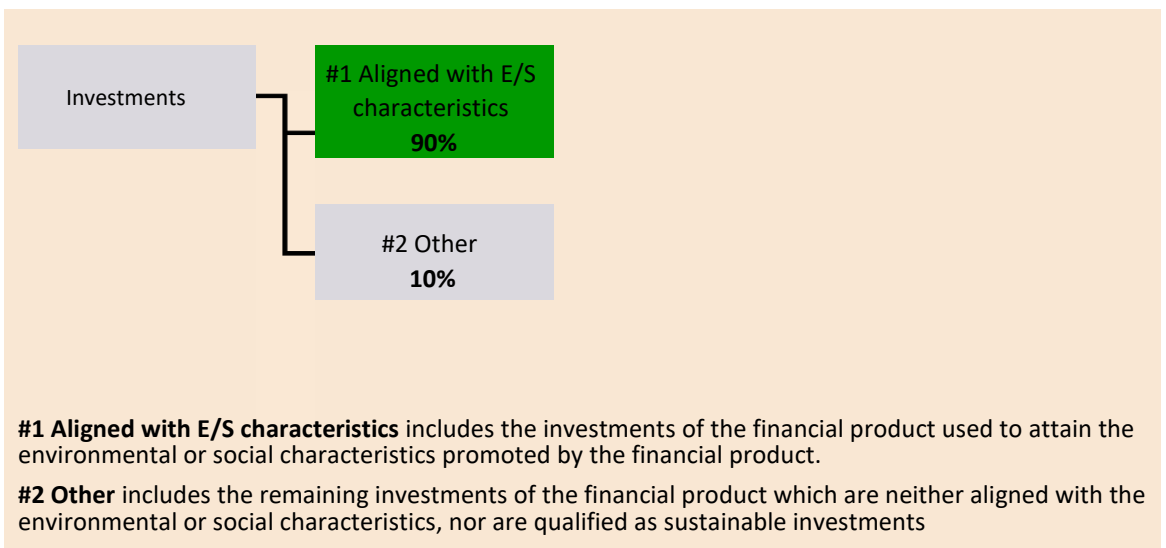 Investments
#1 Aligned with E/S
characteristics
90%
#2 Other
10%
#1 Aligned with E/S characteristics includes the investments of the financial product used to attain the
environmental or social characteristics promoted by the financial product.
#2 Other includes the remaining investments of the financial product which are neither aligned with the
environmental or social characteristics, nor are qualified as sustainable investments